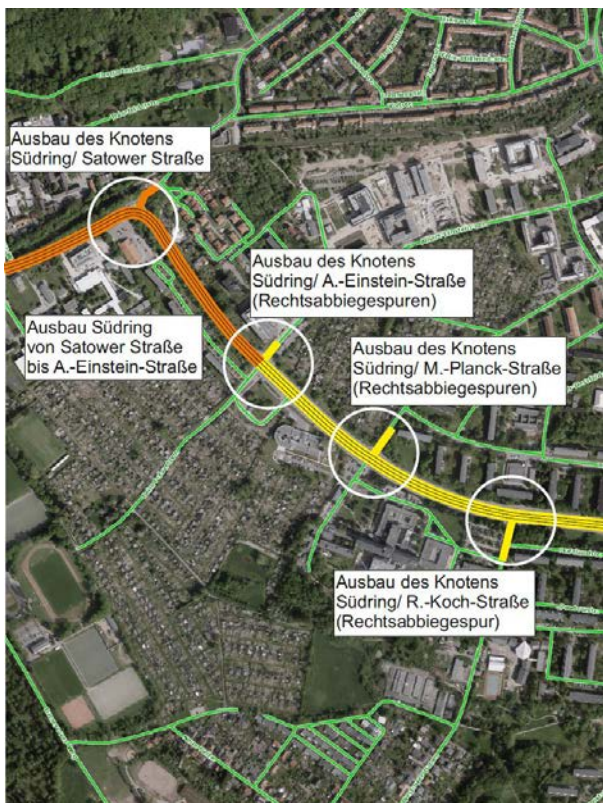 Ausbau des Knotens
Südring/ Satower Straße
Ausbau des Knotens
Südring/ A.-Einstein-Straße
(Rechtsabbiegespuren)
Ausbau Südring
von Satower Straße
bis A.-Einstein-Straße
Ausbau des Knotens
Südring/ M.-Planck-Straße
(Rechtsabbiegespuren)
Ausbau des Knotens
Südring/ R.-Koch-Straße
(Rechtsabbiegespur)